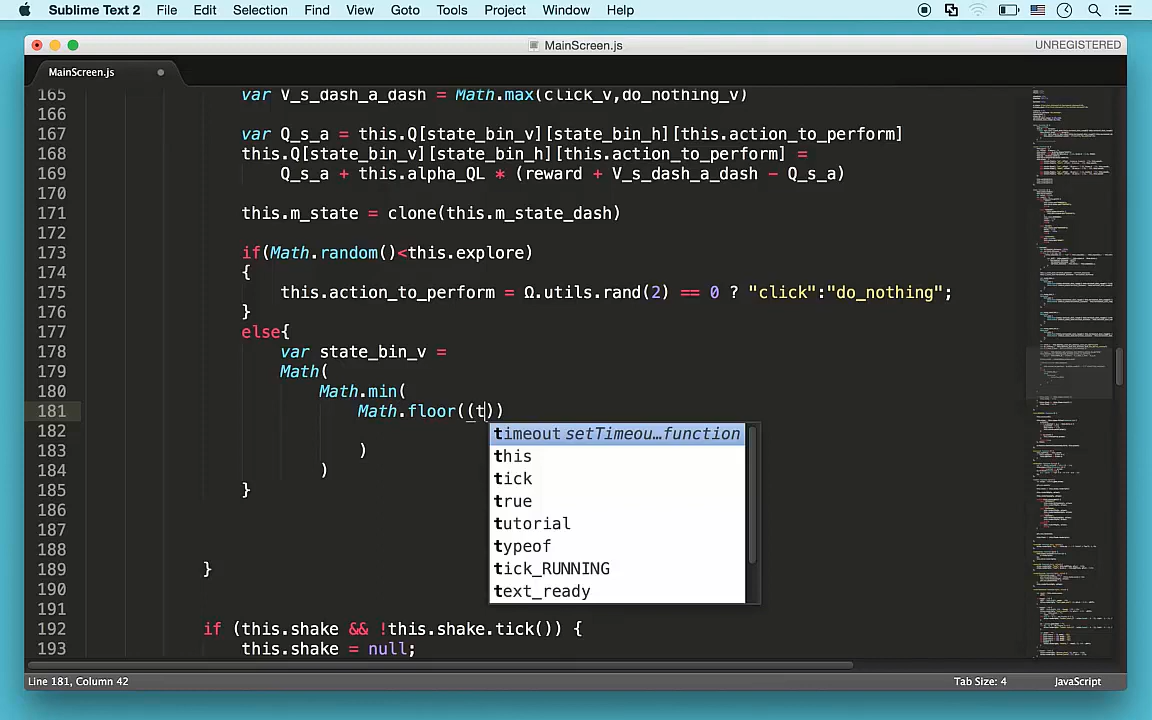 Sublime Text 2 File Edit Selection Find View Goto Tools Project Window Help
MainScreen.js UNREGISTERED
MainScreen.js
165 var V_s_dash_a_dash = Math.max(click_v,do_nothing_v)
166
167 var Q_s_a = this.Q[state_bin_v][state_bin_h][this.action_to_perform]
168 this.Q[state_bin_v][state_bin_h][this.action_to_perform] =
169 Q_s_a + this.alpha_QL * (reward + V_s_dash_a_dash - Q_s_a)
170
171 this.m_state = clone(this.m_state_dash)
172
173 if(Math.random()<this.explore)
174 {
175 this.action_to_perform = Ω.utils.rand(2) == 0 ? "click":"do_nothing";
176 }
177 else{
178 var state_bin_v =
179 Math(
180 Math.min(
181 Math.floor((t))
timeout setTimeou…function
182
183 )
this
184 )
tick
185 }
true
186
tutorial
187
188
typeof
189 }
tick_RUNNING
190
text_ready
191
192 if (this.shake && !this.shake.tick()) {
193 this.shake = null;
Line 181, Column 42 Tab Size: 4 JavaScript